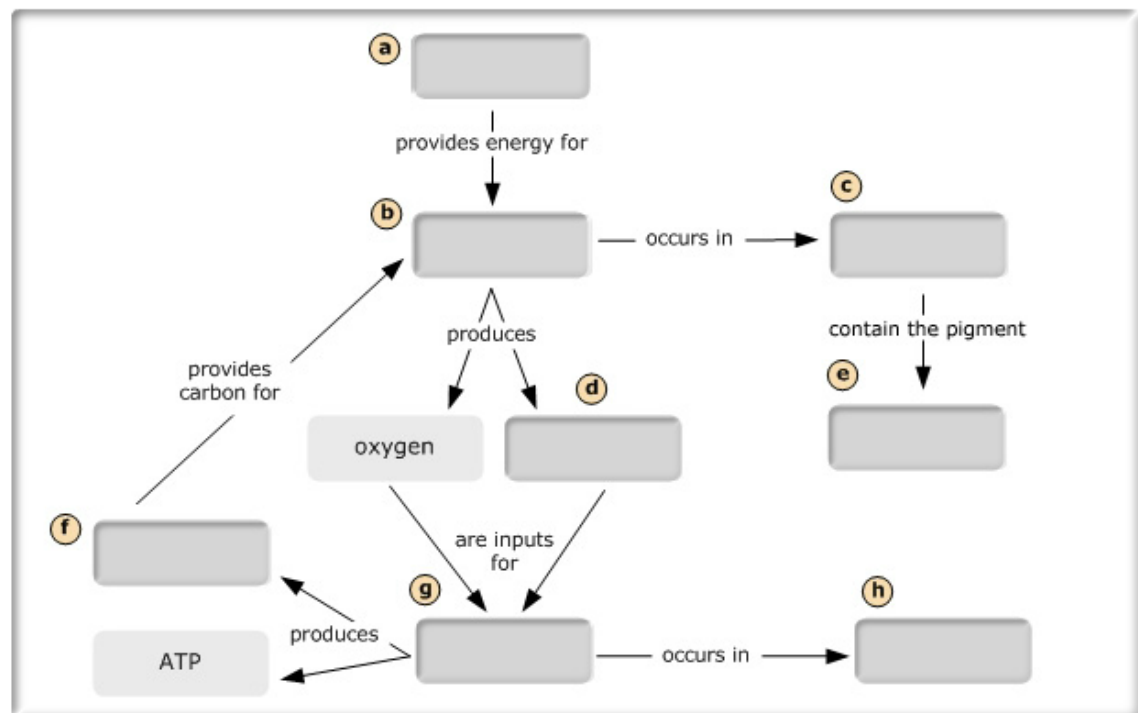 a
provides energy for
b
c
occurs in
produces
contain the pigment
provides
carbon for
d
e
oxygen
f
are inputs
for
g
h
produces
ATP
occurs in